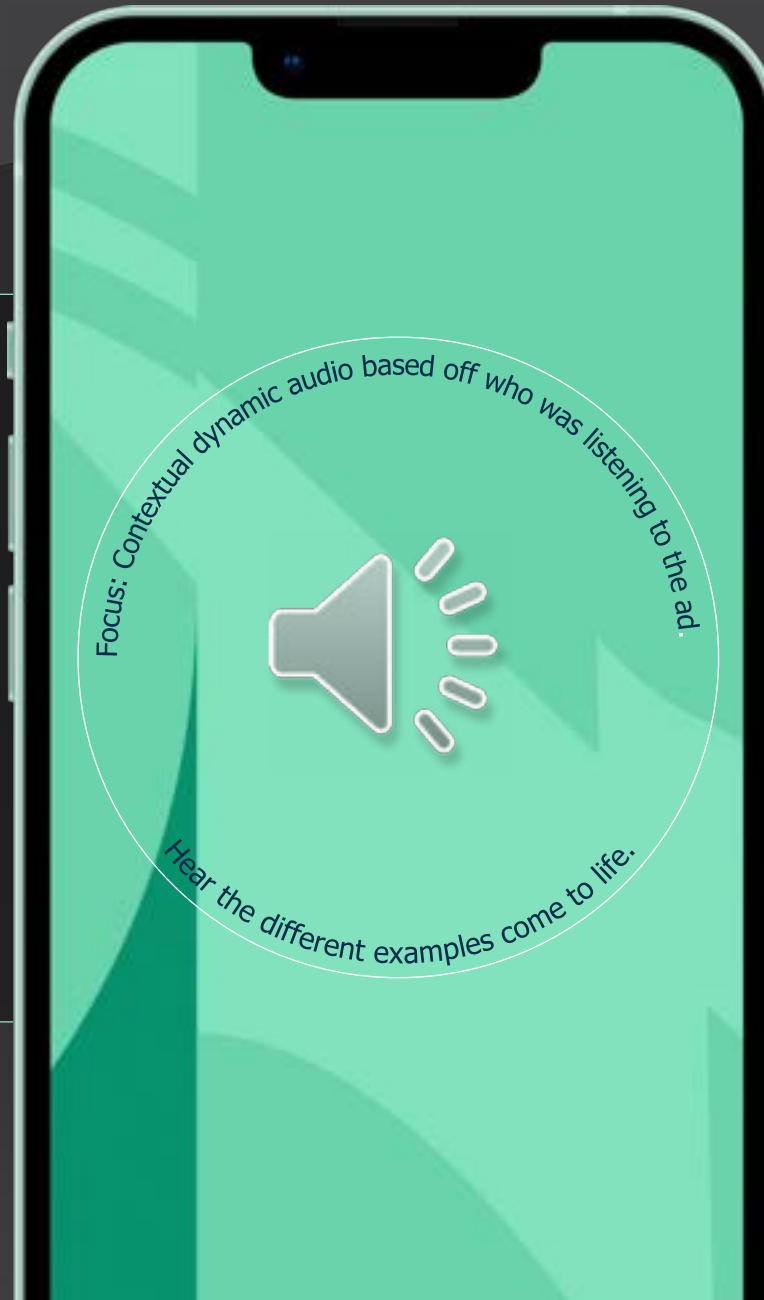 Focus: Contextual dynamic audio based off who was listening to the ad.
Hear the different examples come to life.